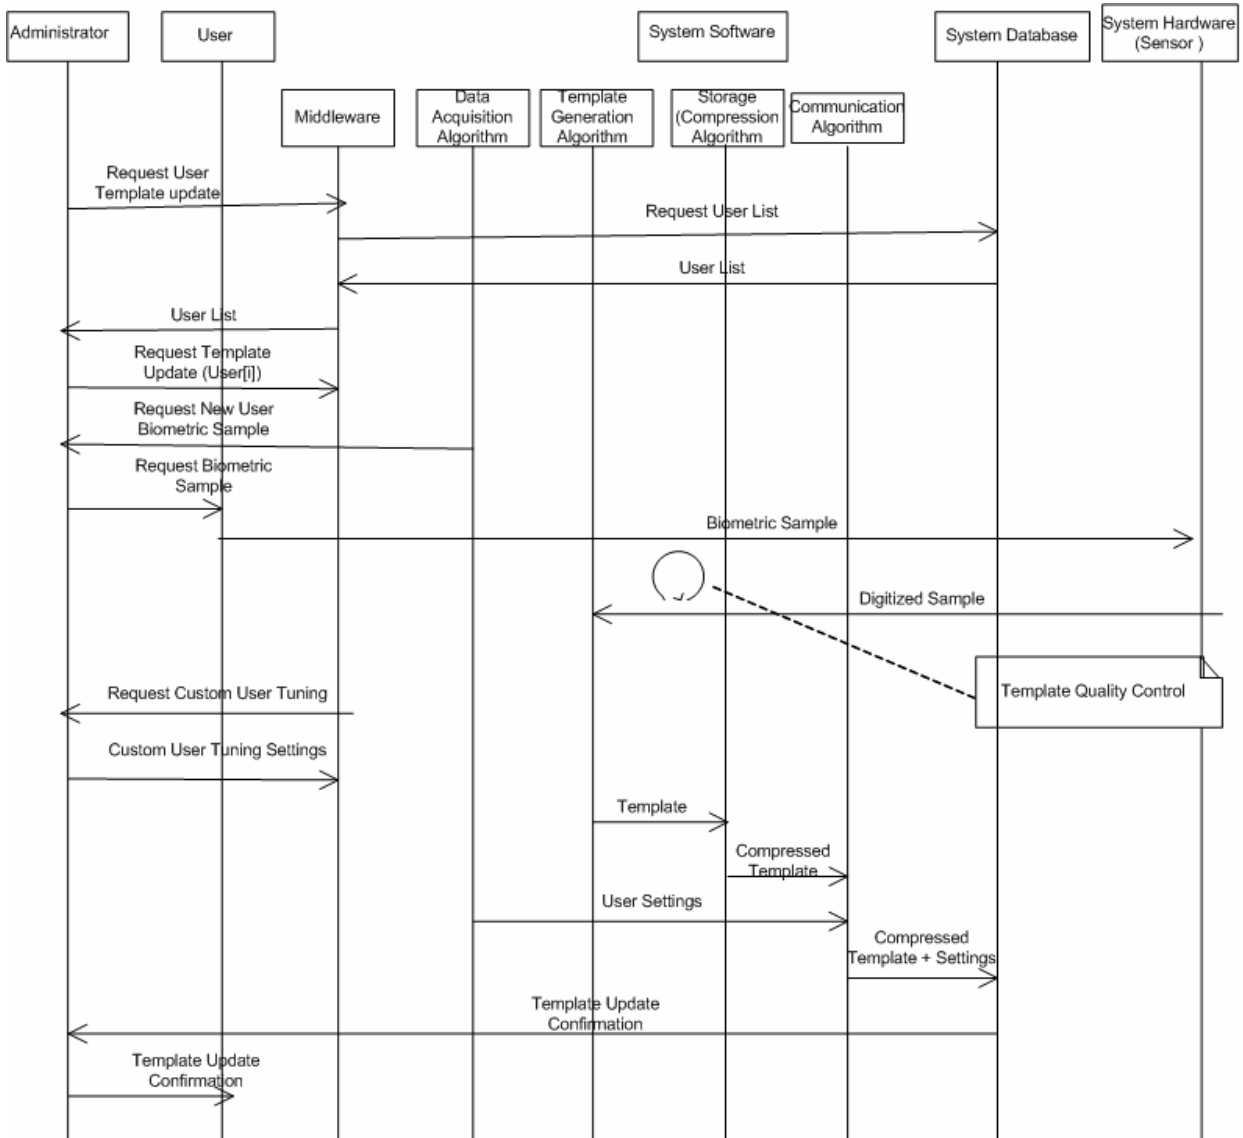 Administrator
User
System Software
System Database
System Hardware
(Sensor )
Middleware
Data
Acquisition
Algorithm
Template
Generation
Algorithm
Storage
(Compression
Algorithm
Communication
Algorithm
Request User
Template update
Request User List
User List
User List
Request Template
Update (User[i])
Request New User
Biometric Sample
Request Biometric
Sample
Biometric Sample
Digitized Sample
Template Quality Control
Request Custom User Tuning
Custom User Tuning Settings
Template
Compressed
Template
User Settings
Compressed
Template + Settings
Template Update
Confirmation
Template Update
Confirmation